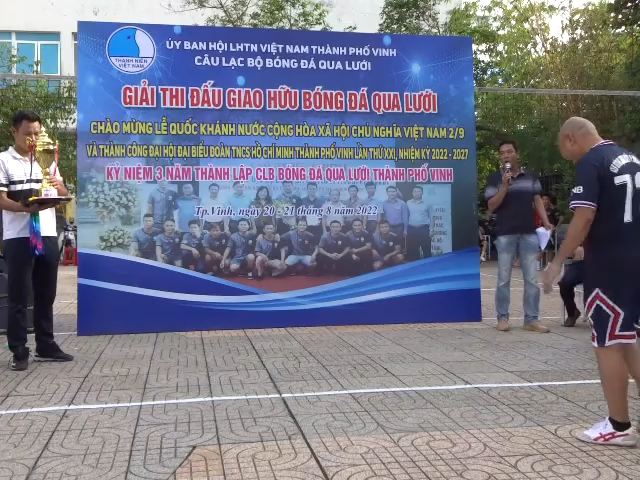 THANH NIÊN
VIỆT NAM
ỦY BAN HỘI LHTN VIỆT NAM THÀNH PHỐ VINH
CÂU LẠC BỘ BÓNG ĐÁ QUA LƯỚI
GIẢI THI ĐẤU GIAO HỮU BÓNG ĐÁ QUA LƯỚI
CHÀO MỪNG LỄ QUỐC KHÁNH NƯỚC CỘNG HÒA XÃ HỘI CHỦ NGHĨA VIỆT NAM 2/9
VÀ THÀNH CÔNG ĐẠI HỘI ĐẠI BIỂU ĐOÀN TNCS HỒ CHÍ MINH THÀNH PHỐ VINH LẦN THỨ XXI, NHIỆM KỲ 2022 - 2027
KỶ NIỆM 3 NĂM THÀNH LẬP CLB BÓNG ĐÁ QUA LƯỚI THÀNH PHỐ VINH
Tp.Vinh, ngày 20 - 21 tháng 8 năm 2022